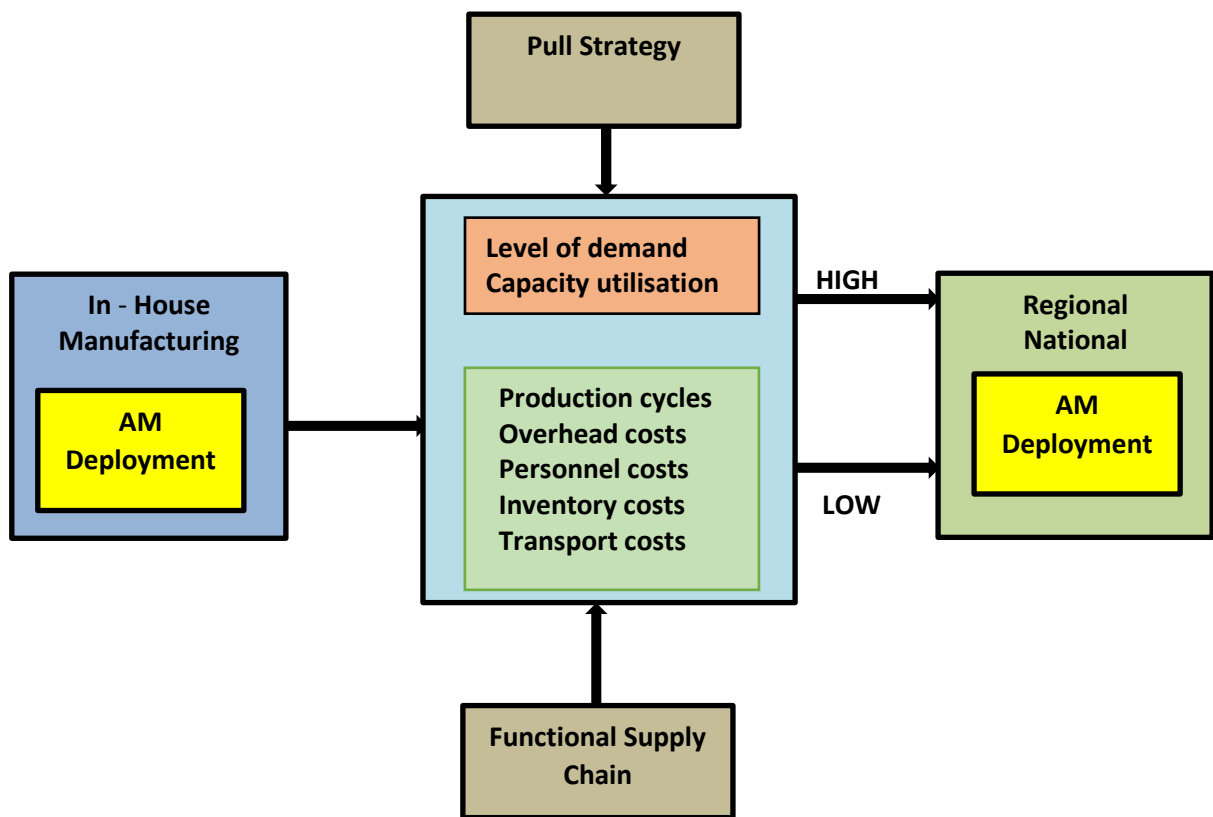 Pull Strategy
Level of demand
Capacity utilisation
HIGH
In - House
Manufacturing
AM
Deployment
Production cycles
Overhead costs
Personnel costs
Inventory costs
Transport costs
LOW
Regional
National
AM
Deployment
Functional Supply
Chain